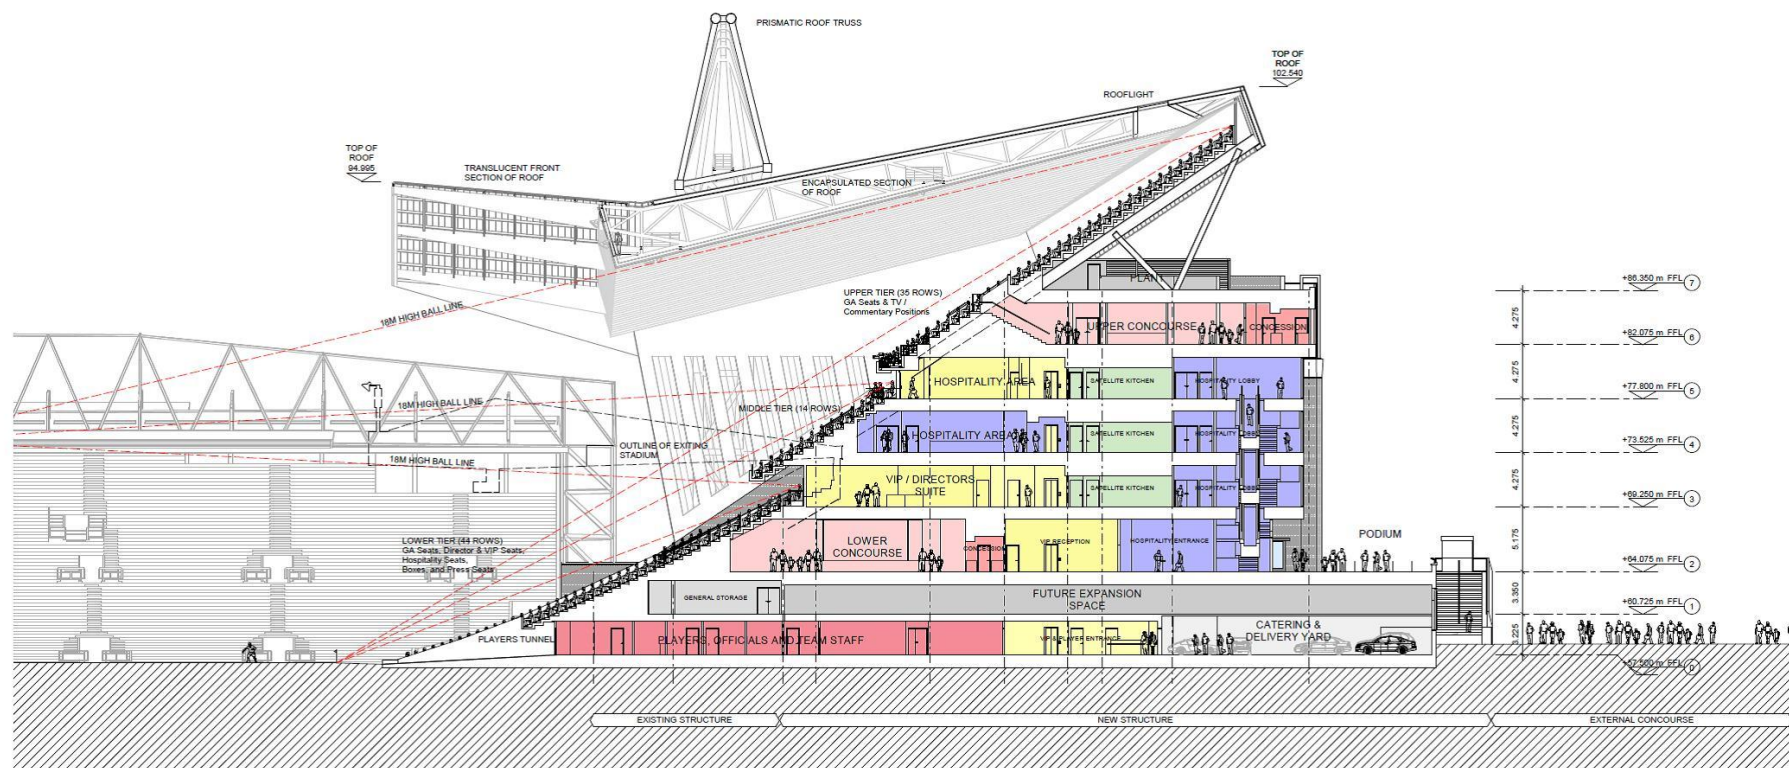 PRISMATIC ROOF TRUSS
TOP OF
ROOF
102.540
ROOFLIGHT
TOP OF
ROOF
94.995
TRANSLUCENT FRONT
SECTION OF ROOF
ENCAPSULATED SECTION
OF ROOF
PLANT
+86.350 m FFL 7
UPPER TIER (35 ROWS)
GA Seats & TV /
Commentary Positions
18M HIGH BALL LINE
4.275
UPPER CONCOURSE
CONCESSION
+82.075 m FFL 6
4.275
HOSPITALITY AREA
SATELLITE KITCHEN
HOSPITALITY LOBBY
+77.800 m FFL 5
18M HIGH BALL LINE
MIDDLE TIER (14 ROWS)
4.275
HOSPITALITY AREA
SATELLITE KITCHEN
HOSPITALITY LOBBY
+73.525 m FFL 4
OUTLINE OF EXITING
STADIUM
18M HIGH BALL LINE
4.275
VIP / DIRECTORS
SUITE
SATELLITE KITCHEN
HOSPITALITY LOBBY
+69.250 m FFL 3
5.175
LOWER TIER (44 ROWS)
GA Seats, Director & VIP Seats,
Hospitality Seats,
Boxes, and Press Seats
LOWER
CONCOURSE
CONCESSION
VIP RECEPTION
HOSPITALITY ENTRANCE
PODIUM
+64.075 m FFL 2
3.350
GENERAL STORAGE
FUTURE EXPANSION
SPACE
+60.725 m FFL 1
3.225
PLAYERS TUNNEL
PLAYERS, OFFICIALS AND TEAM STAFF
VIP & PLAYER ENTRANCE
CATERING &
DELIVERY YARD
+57.500 m FFL 0
EXISTING STRUCTURE
NEW STRUCTURE
EXTERNAL CONCOURSE